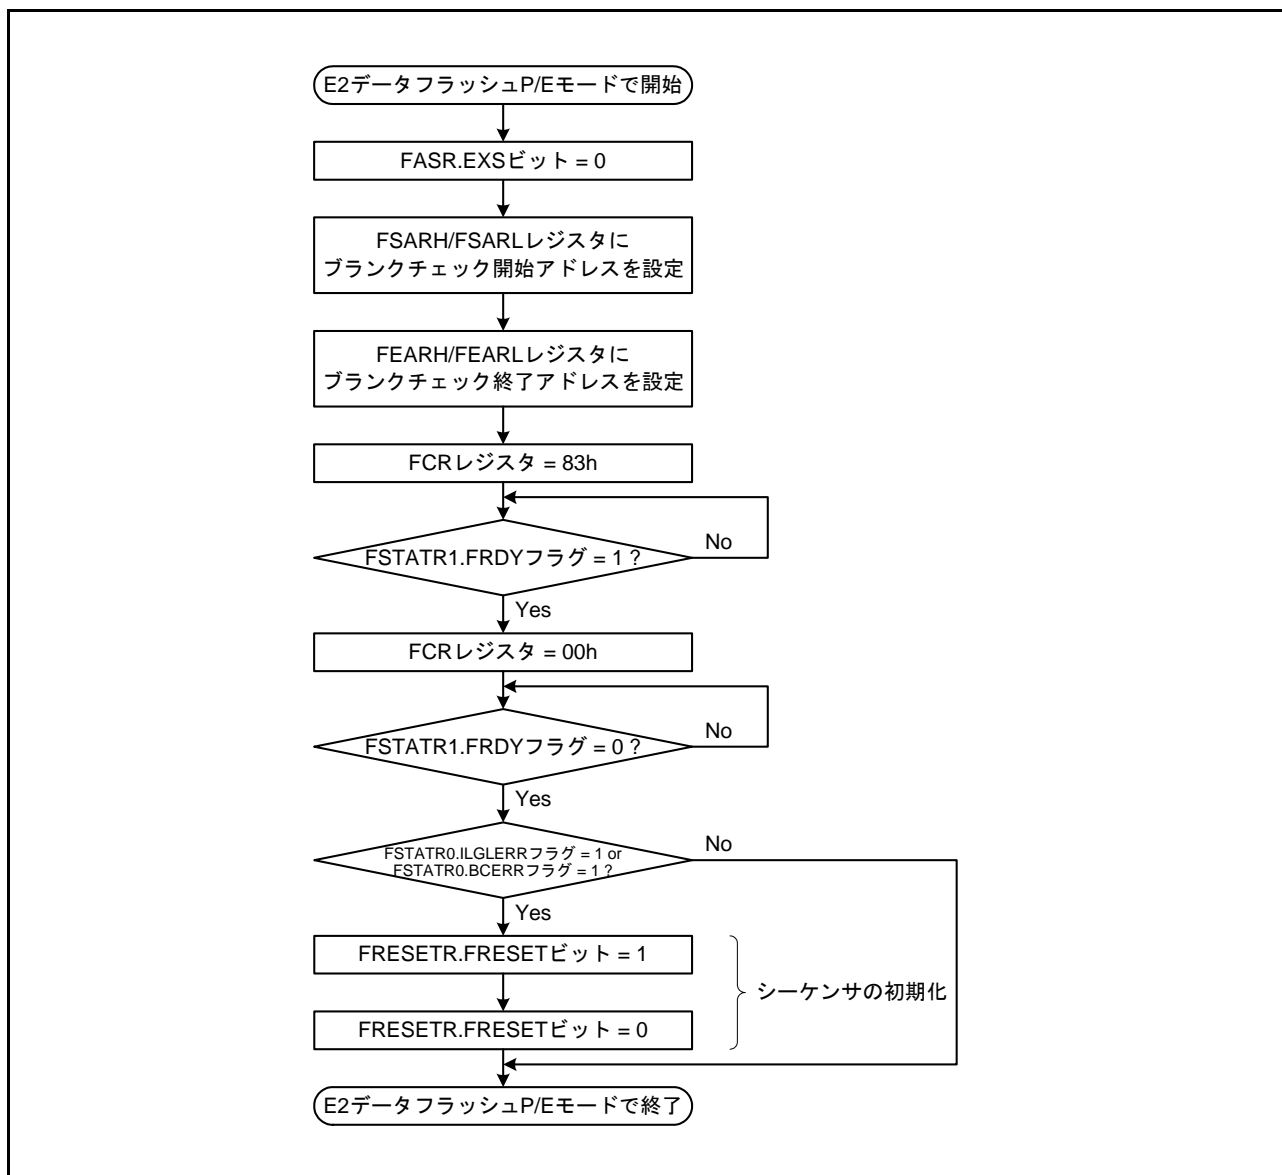 E2データフラッシュP/Eモードで開始
FASR.EXSビット = 0
FSARH/FSARLレジスタに
ブランクチェック開始アドレスを設定
FEARH/FEARLレジスタに
ブランクチェック終了アドレスを設定
FCRレジスタ = 83h
FSTATR1.FRDYフラグ = 1 ?
No
Yes
FCRレジスタ = 00h
FSTATR1.FRDYフラグ = 0 ?
No
Yes
FSTATR0.ILGLERRフラグ = 1 or
FSTATR0.BCERRフラグ = 1 ?
No
Yes
FRESETR.FRESETビット = 1
シーケンサの初期化
FRESETR.FRESETビット = 0
E2データフラッシュP/Eモードで終了